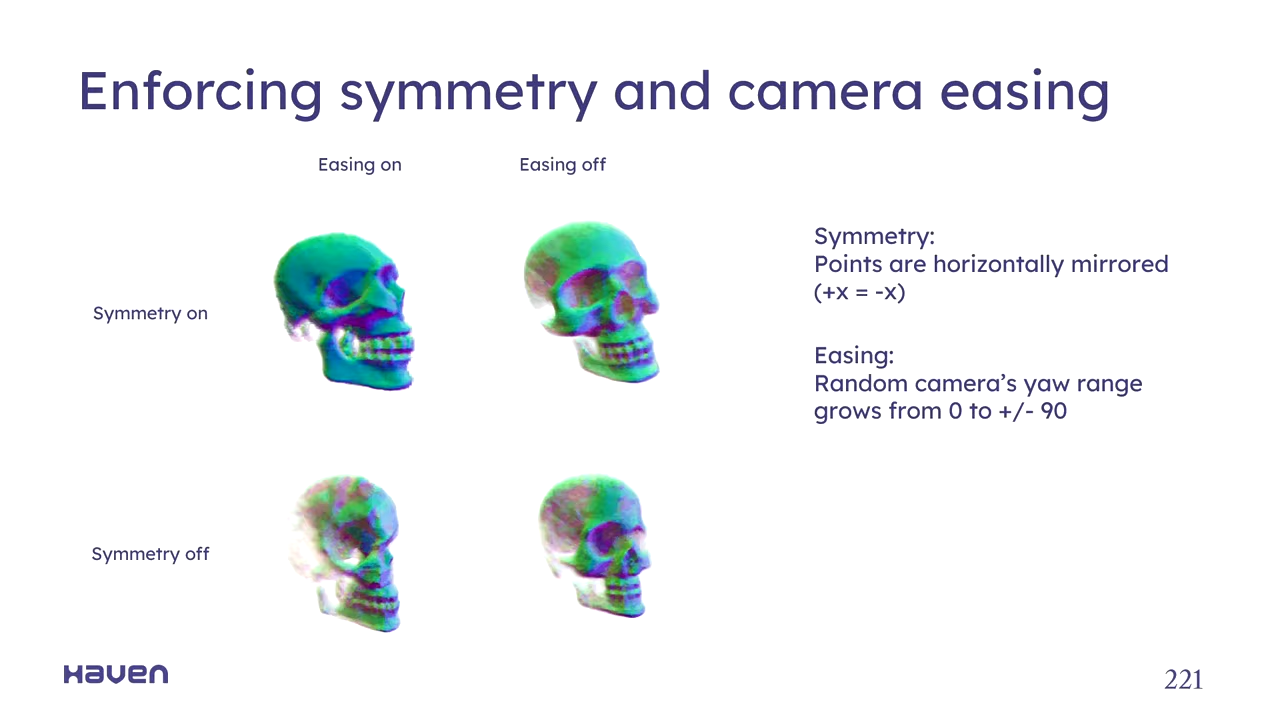 Enforcing symmetry and camera easing
Easing on
Easing off
Symmetry on
Symmetry off
Symmetry:
Points are horizontally mirrored
(+x = -x)
Easing:
Random camera’s yaw range
grows from 0 to +/- 90
Haven
221